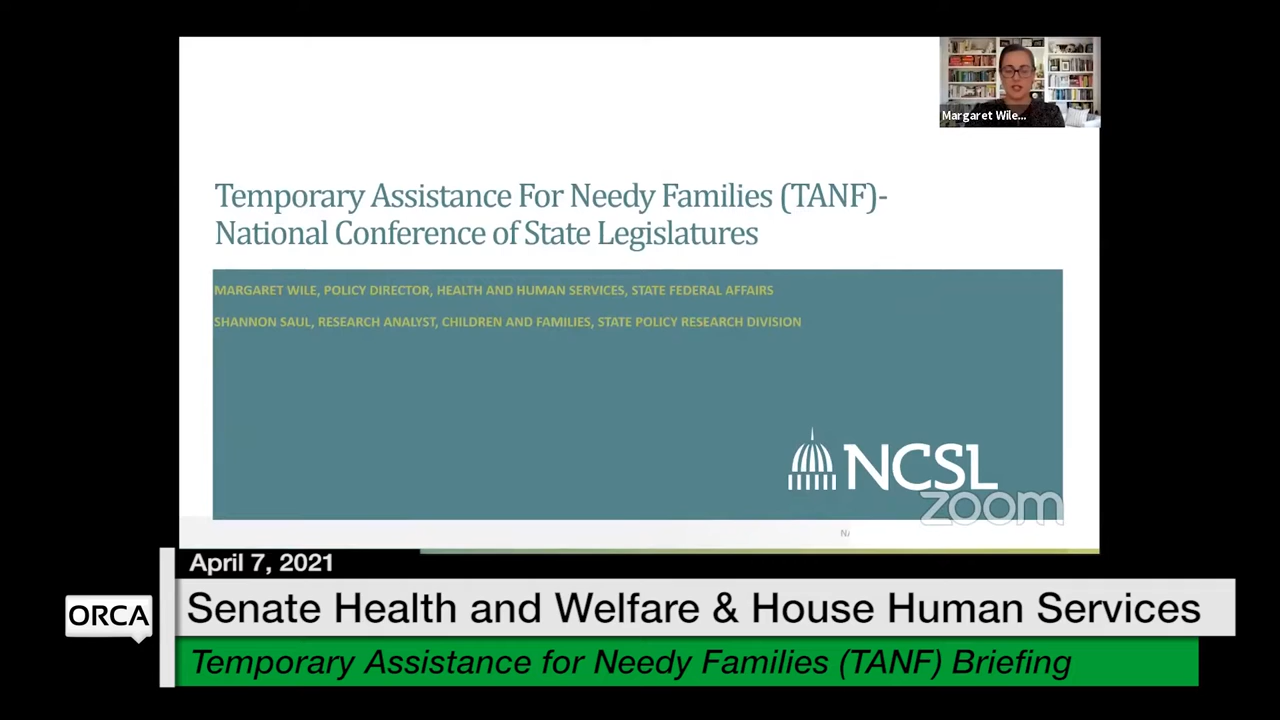 Margaret Wile...
Temporary Assistance For Needy Families (TANF)-
National Conference of State Legislatures
MARGARET WILE, POLICY DIRECTOR, HEALTH AND HUMAN SERVICES, STATE FEDERAL AFFAIRS
SHANNON SAUL, RESEARCH ANALYST, CHILDREN AND FAMILIES, STATE POLICY RESEARCH DIVISION
NCSL
zoom
April 7, 2021
ORCA
Senate Health and Welfare & House Human Services
Temporary Assistance for Needy Families (TANF) Briefing